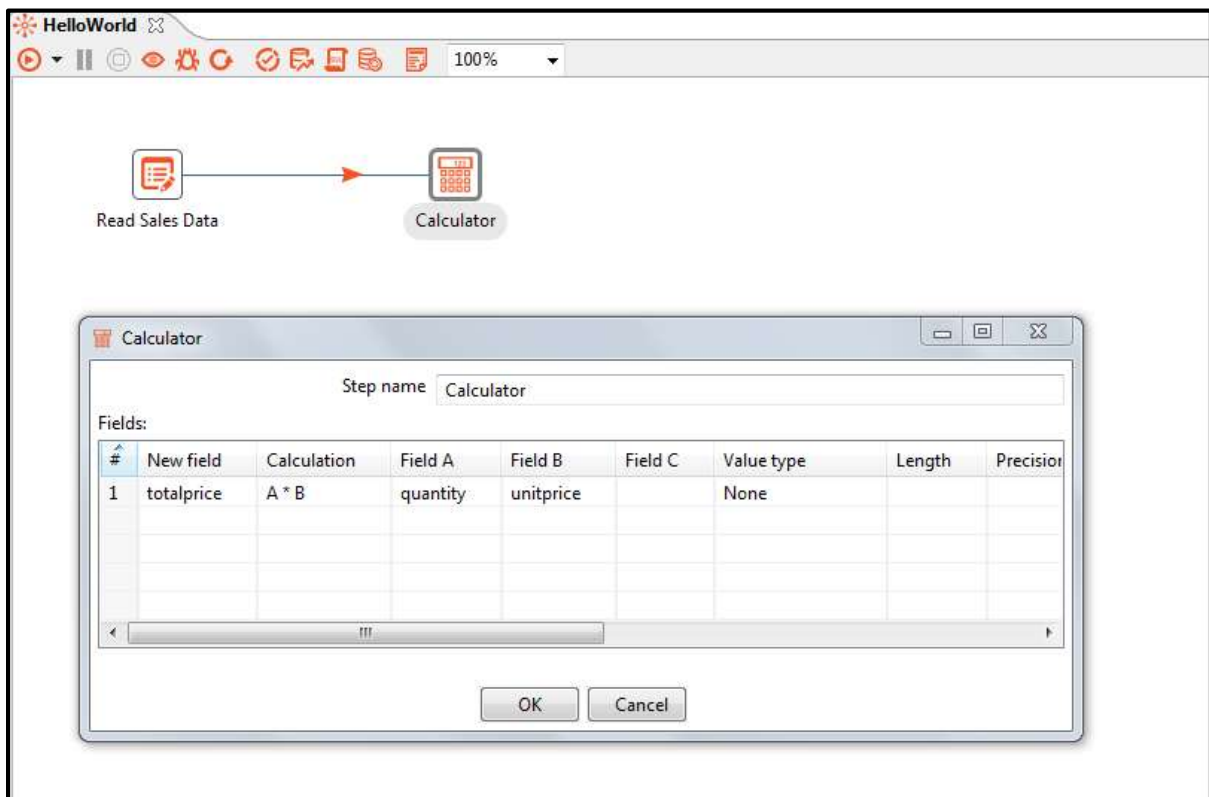 HelloWorld
100%
Read Sales Data
Calculator
Calculator
Step name Calculator
Fields:
# New field Calculation Field A Field B Field C Value type Length Precision
1 totalprice A * B quantity unitprice None
OK Cancel